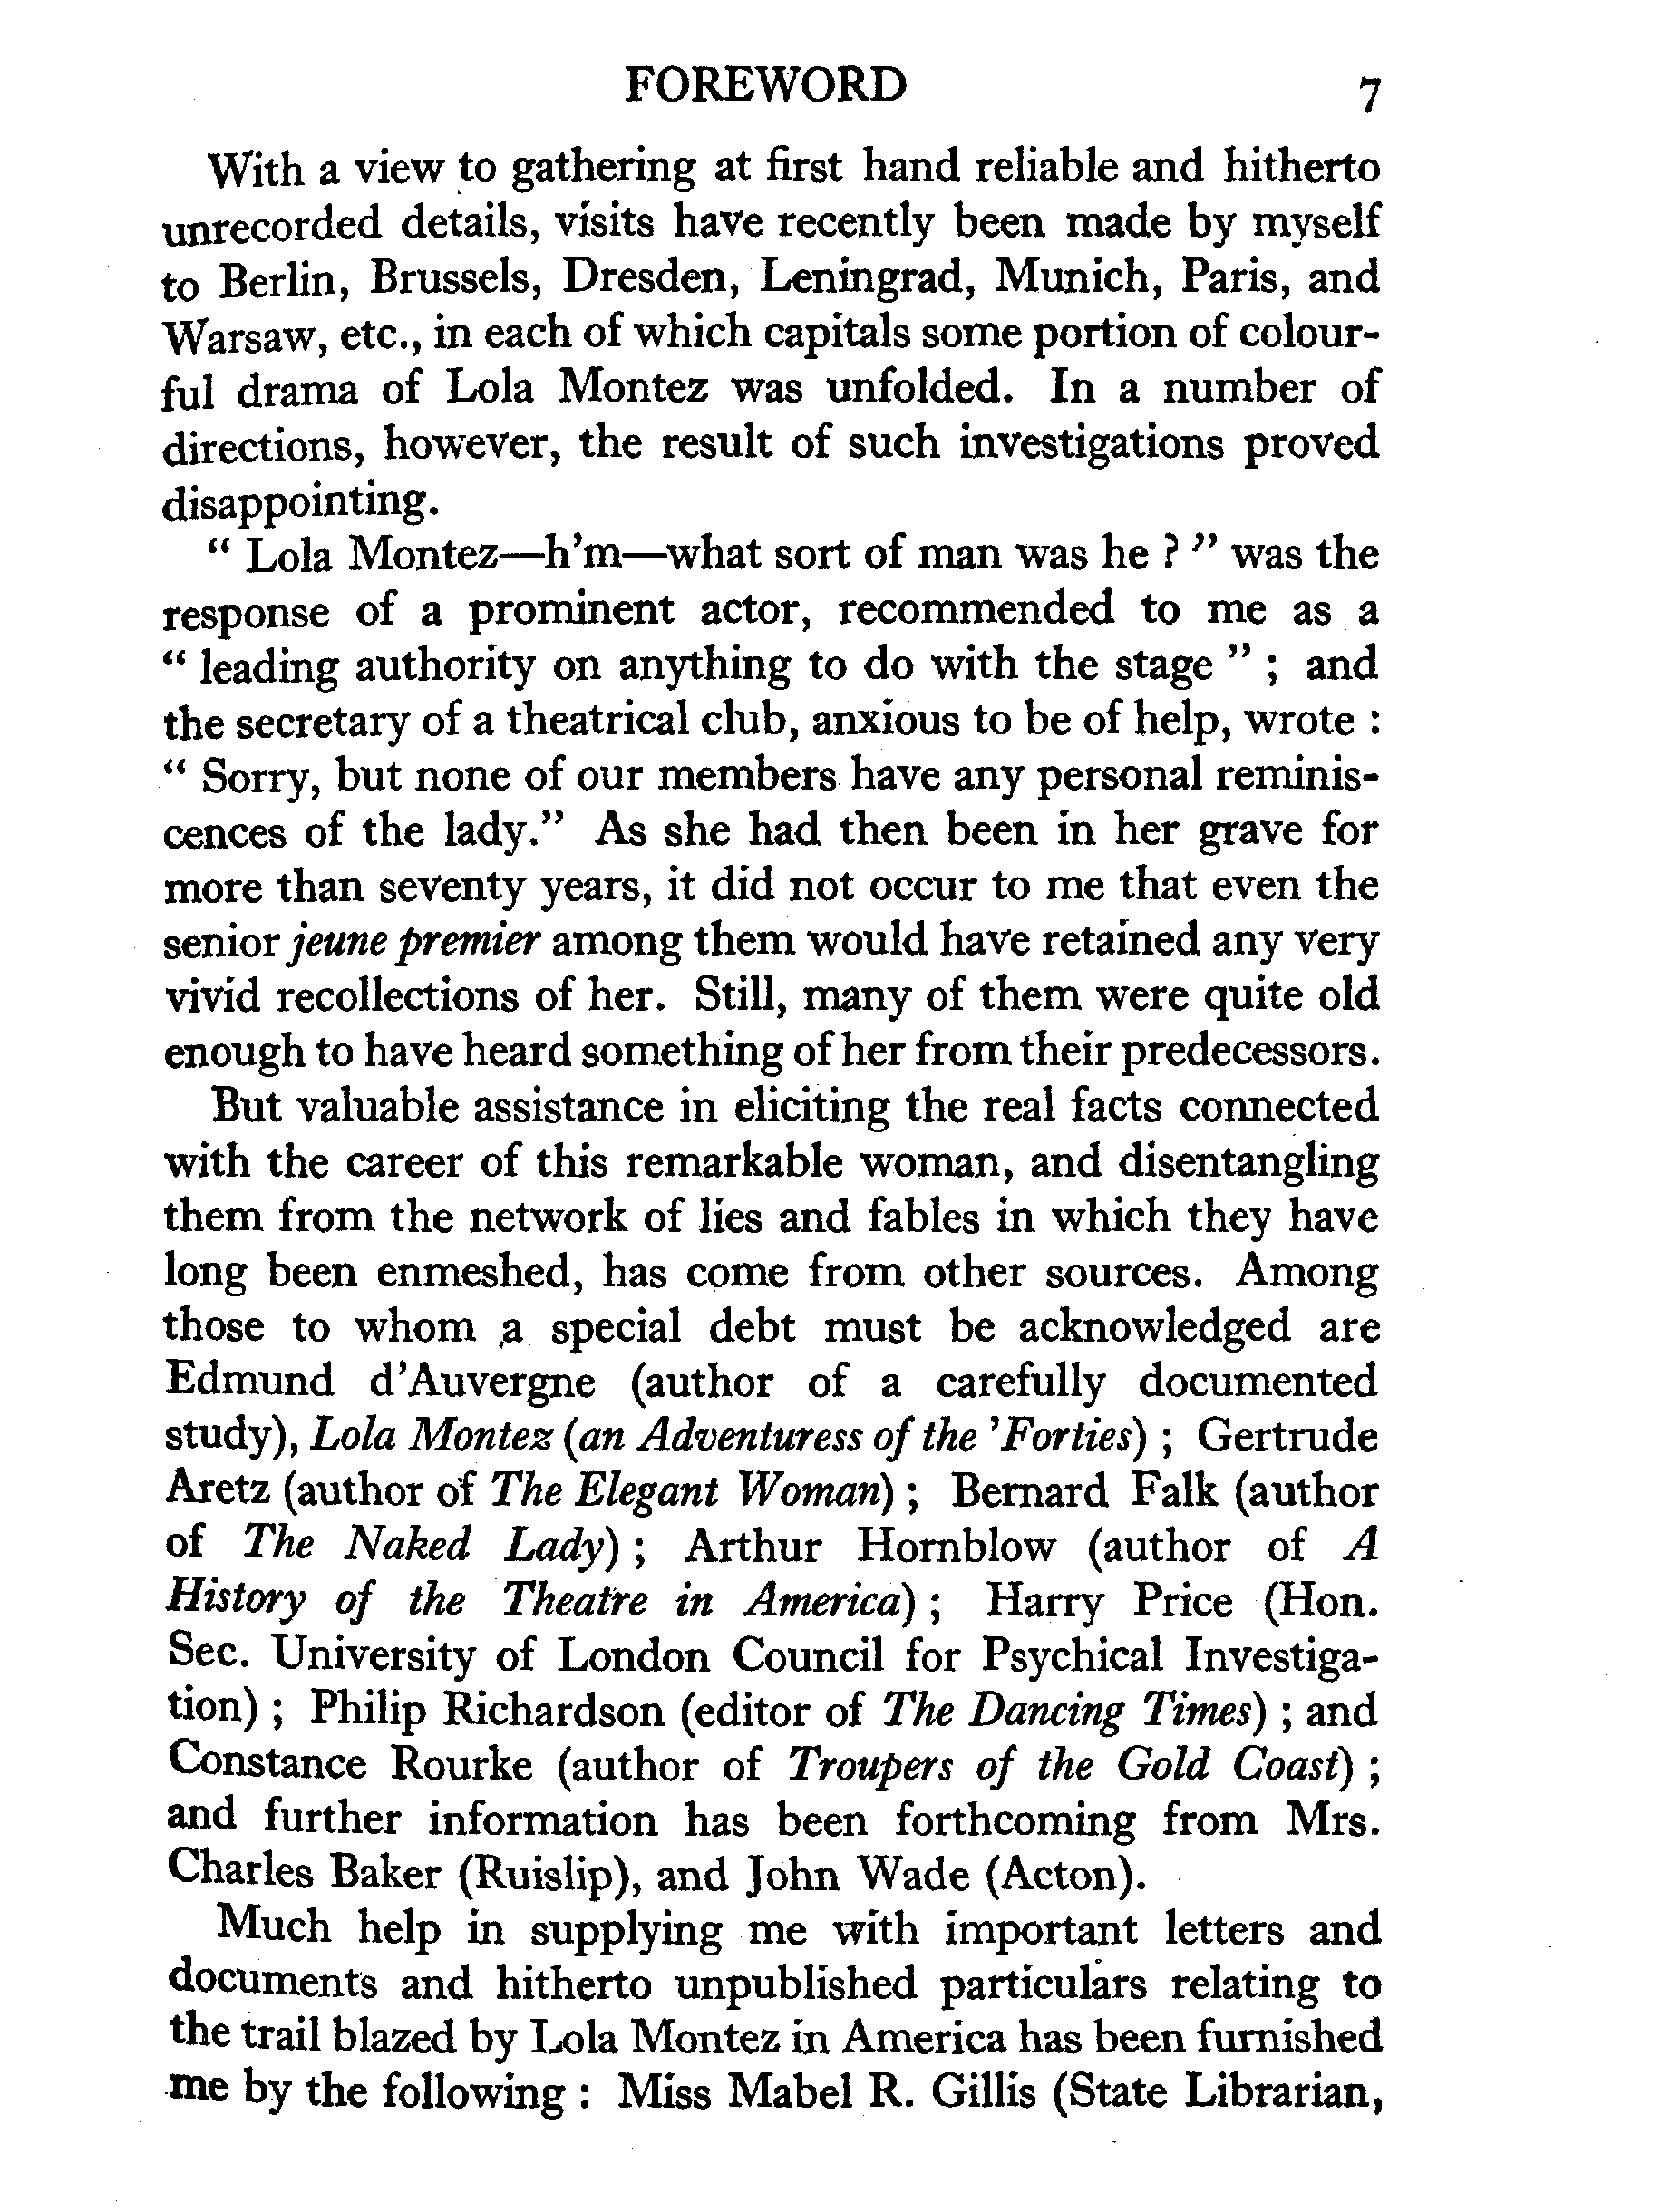 FOREWORD 7
With a view to gathering at first hand reliable and hitherto
unrecorded details, visits have recently been made by myself
to Berlin, Brussels, Dresden, Leningrad, Munich, Paris, and
Warsaw, etc., in each of which capitals some portion of colour-
ful drama of Lola Montez was unfolded. In a number of
directions, however, the result of such investigations proved
disappointing.
" Lola Montez—h'm—what sort of man was he ? " was the
response of a prominent actor, recommended to me as a
" leading authority on anything to do with the stage " ; and
the secretary of a theatrical club, anxious to be of help, wrote :
" Sorry, but none of our members have any personal reminis-
cences of the lady." As she had then been in her grave for
more than seventy years, it did not occur to me that even the
senior jeune premier among them would have retained any very
vivid recollections of her. Still, many of them were quite old
enough to have heard something of her from their predecessors.
But valuable assistance in eliciting the real facts connected
with the career of this remarkable woman, and disentangling
them from the network of lies and fables in which they have
long been enmeshed, has come from other sources. Among
those to whom a special debt must be acknowledged are
Edmund d'Auvergne (author of a carefully documented
study), Lola Montez (an Adventuress of the 'Forties) ; Gertrude
Aretz (author of The Elegant Woman) ; Bernard Falk (author
of The Naked Lady) ; Arthur Hornblow (author of A
History of the Theatre in America) ; Harry Price (Hon.
Sec. University of London Council for Psychical Investiga-
tion) ; Philip Richardson (editor of The Dancing Times) ; and
Constance Rourke (author of Troupers of the Gold Coast) ;
and further information has been forthcoming from Mrs.
Charles Baker (Ruislip), and John Wade (Acton).
Much help in supplying me with important letters and
documents and hitherto unpublished particulars relating to
the trail blazed by Lola Montez in America has been furnished
me by the following : Miss Mabel R. Gillis (State Librarian,